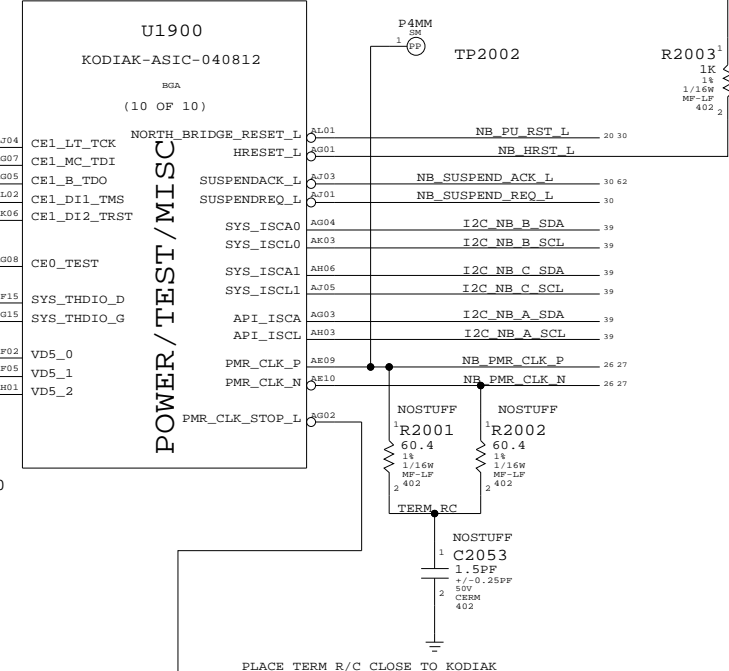 U1900
KODIAK-ASIC-040812
BGA
(10 OF 10)
POWER/TEST/MISC
J04 CE1_LT_TCK
G07 CE1_MC_TDI
G05 CE1_B_TDO
L02 CE1_DI1_TMS
K06 CE1_DI2_TRST
G08 CE0_TEST
F15 SYS_THDIO_D
G15 SYS_THDIO_G
F02 VD5_0
F05 VD5_1
H01 VD5_2
NORTH_BRIDGE_RESET_L AL01 NB_PU_RST_L 20 30
HRESET_L AG01 NB_HRST_L
SUSPENDACK_L AJ03 NB_SUSPEND_ACK_L 30 62
SUSPENDREQ_L AJ01 NB_SUSPEND_REQ_L 30
SYS_ISCA0 AG04 I2C_NB_B_SDA 39
SYS_ISCL0 AK03 I2C_NB_B_SCL 39
SYS_ISCA1 AH06 I2C_NB_C_SDA 39
SYS_ISCL1 AJ05 I2C_NB_C_SCL 39
API_ISCA AG03 I2C_NB_A_SDA 39
API_ISCL AH03 I2C_NB_A_SCL 39
PMR_CLK_P AE09 NB_PMR_CLK_P 26 27
PMR_CLK_N AE10 NB_PMR_CLK_N 26 27
PMR_CLK_STOP_L AG02
P4MM
SM
1 PP
TP2002
R2003 1
1K
1%
1/16W
MF-LF
402 2
NOSTUFF
1 R2001
60.4
1%
1/16W
MF-LF
402
2
NOSTUFF
1 R2002
60.4
1%
1/16W
MF-LF
402
2
TERM_RC
NOSTUFF
1 C2053
1.5PF
+/-0.25PF
50V
2 CERM
402
0
PLACE TERM R/C CLOSE TO KODIAK